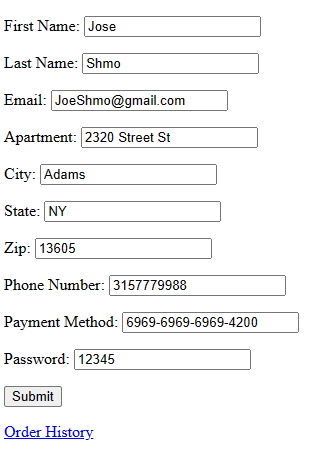 First Name: Jose
Last Name: Shmo
Email: JoeShmo@gmail.com
Apartment: 2320 Street St
City: Adams
State: NY
Zip: 13605
Phone Number: 3157779988
Payment Method: 6969-6969-6969-4200
Password: 12345
Submit
Order History